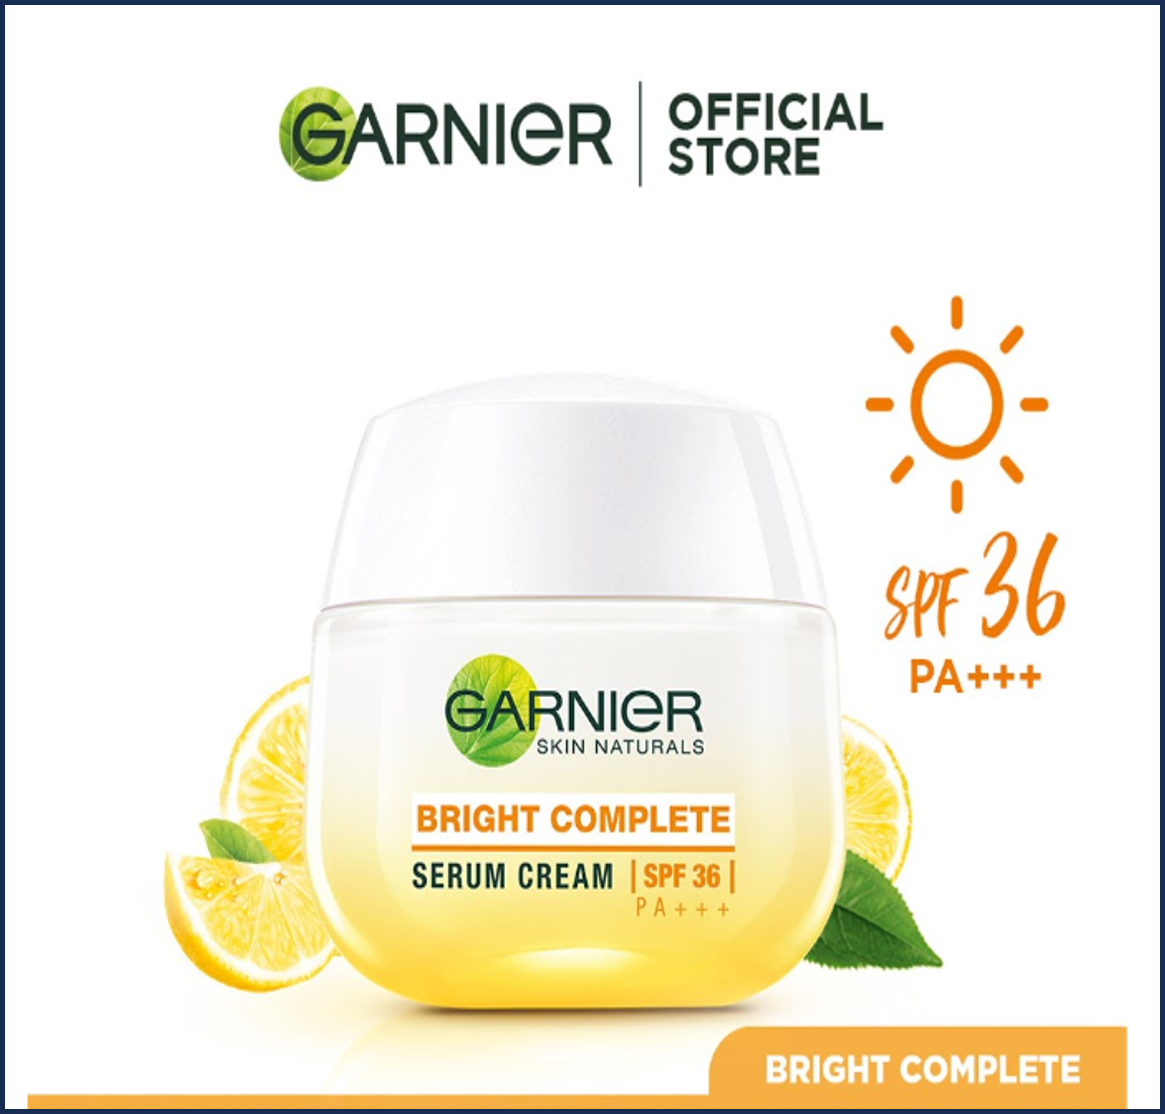 GARNIER
OFFICIAL
STORE
SPF 36
PA+++
GARNIER
SKIN NATURALS
BRIGHT COMPLETE
SERUM CREAM | SPF 36 |
PA+++
BRIGHT COMPLETE